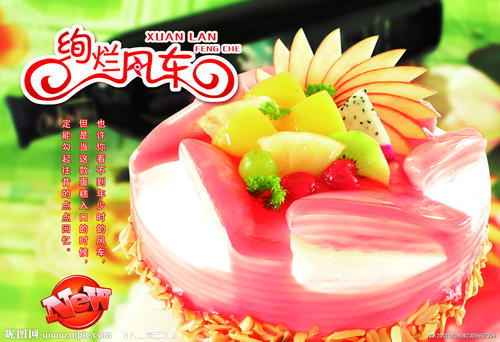 绚烂风车
XUAN LAN
FENG CHE
也许你看不到年少时的风车，
但是当这款蛋糕入口的时候，
定能勾起往昔的点点回忆。
New
昵图网
www.nipic.com